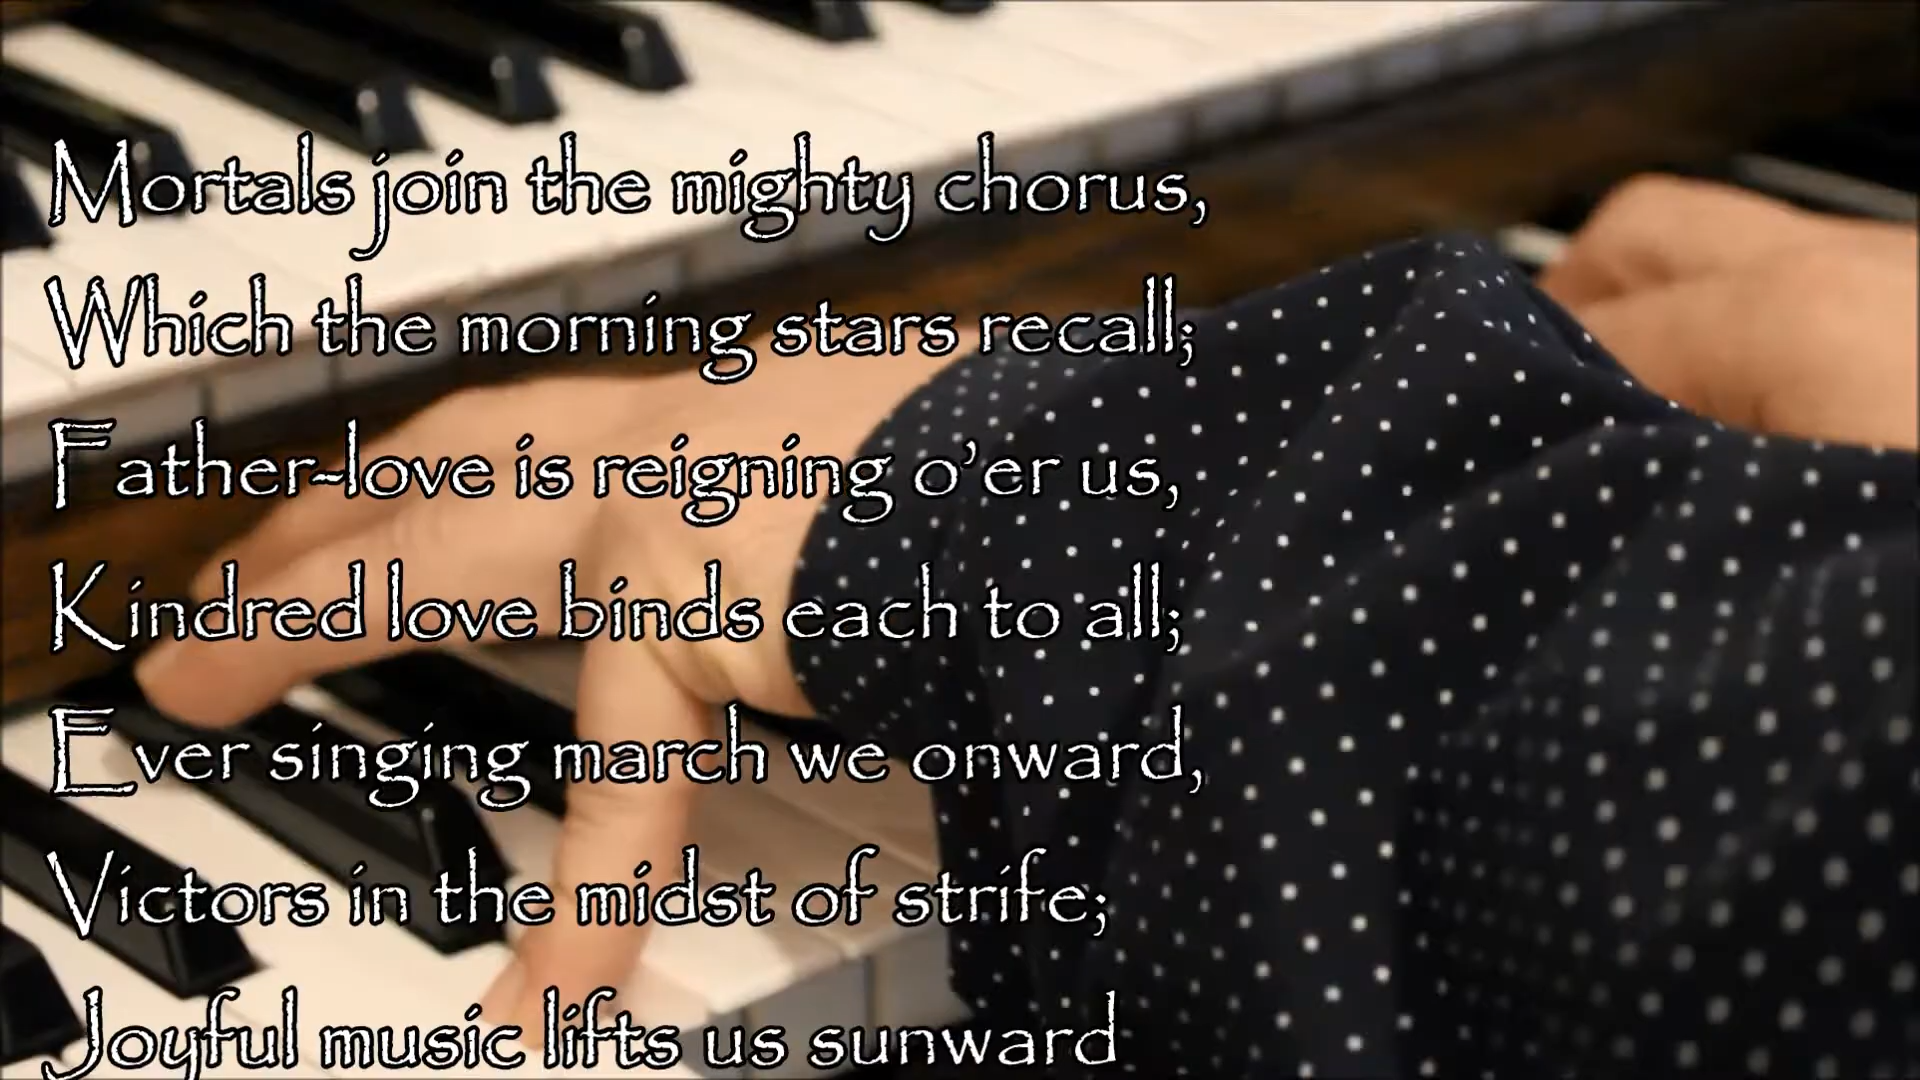 Mortals join the mighty chorus,
Which the morning stars recall;
Father-love is reigning o’er us,
Kindred love binds each to all;
Ever singing march we onward,
Victors in the midst of strife;
Joyful music lifts us sunward